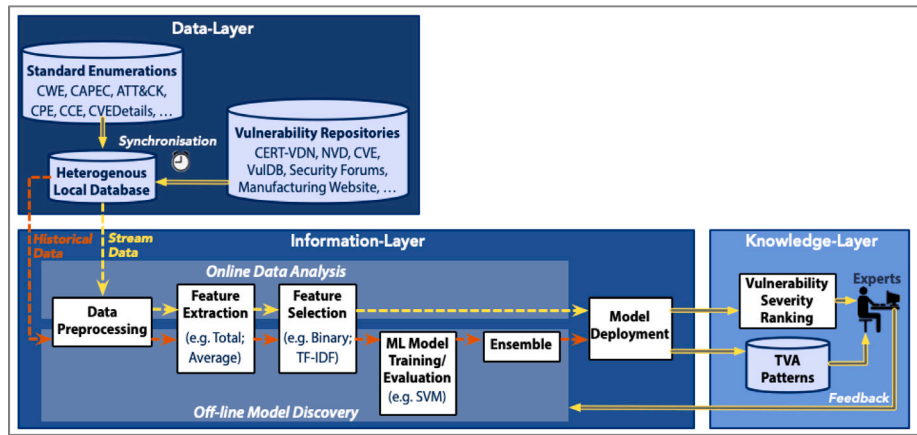 Data-Layer
Standard Enumerations
CWE, CAPEC, ATT&CK,
CPE, CCE, CVEDetails, ...
Synchronisation
Vulnerability Repositories
CERT-VDN, NVD, CVE,
VulDB, Security Forums,
Manufacturing Website, ...
Heterogenous
Local Database
Historical
Data
Stream
Data
Information-Layer
Online Data Analysis
Data
Preprocessing
Feature
Extraction
(e.g. Total;
Average)
Feature
Selection
(e.g. Binary;
TF-IDF)
ML Model
Training/
Evaluation
(e.g. SVM)
Ensemble
Model
Deployment
Off-line Model Discovery
Knowledge-Layer
Vulnerability
Severity
Ranking
Experts
TVA
Patterns
Feedback